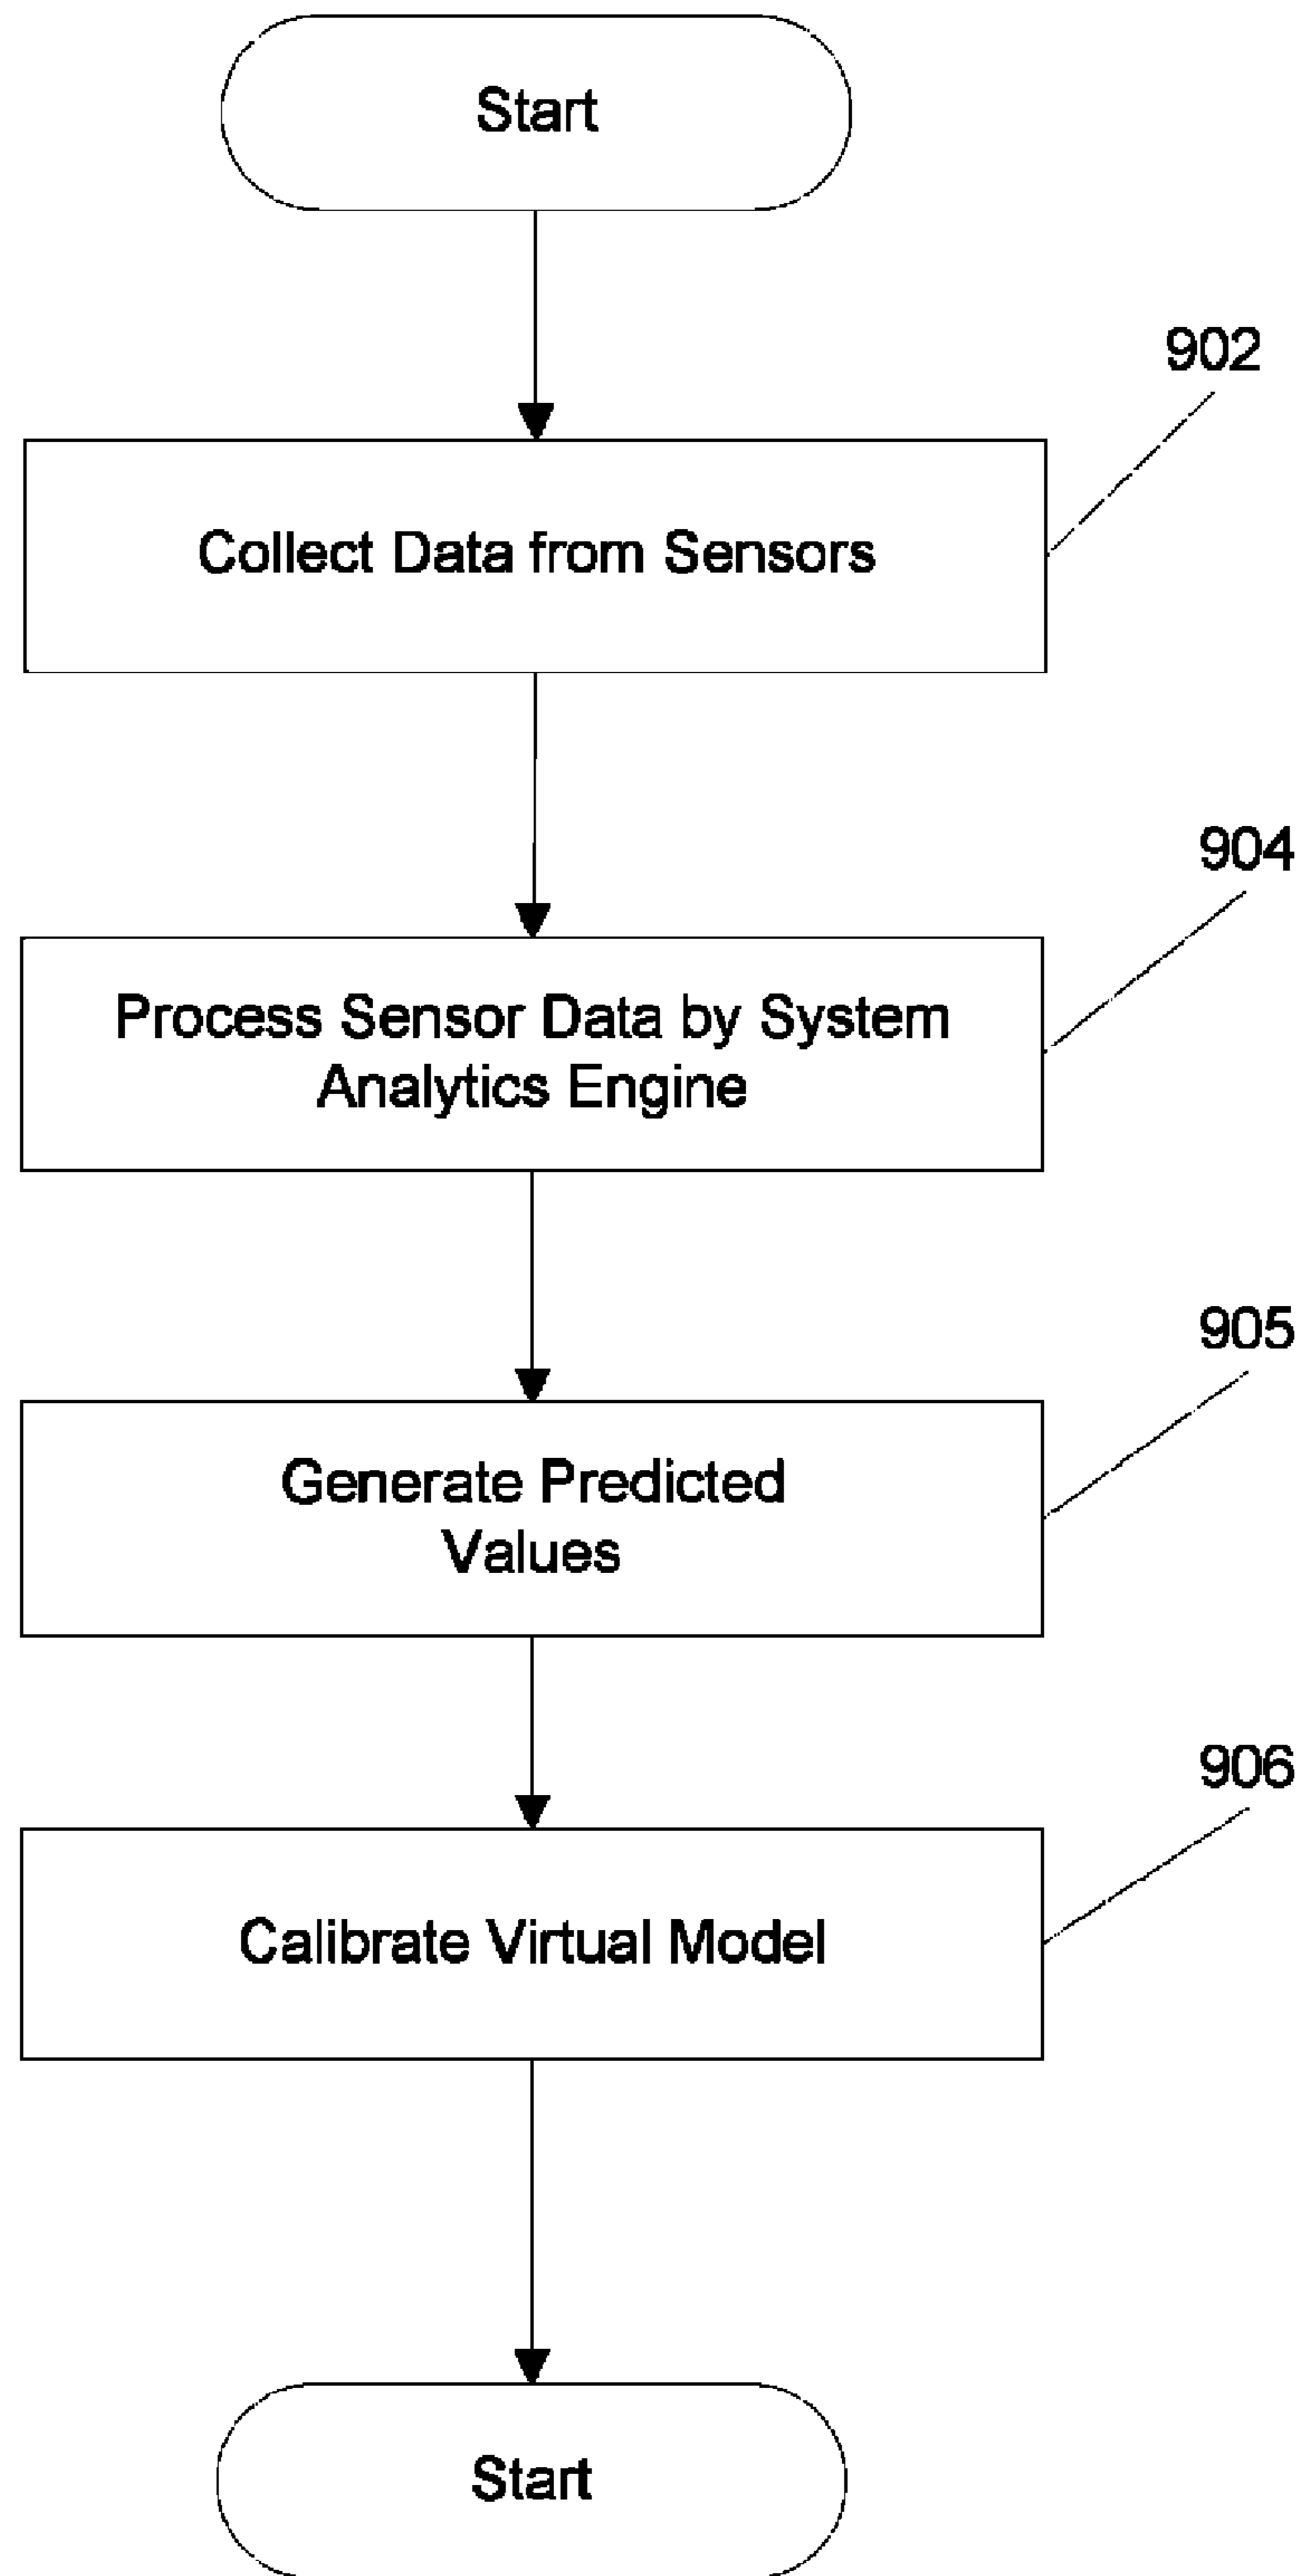 Start
902
Collect Data from Sensors
904
Process Sensor Data by System
Analytics Engine
905
Generate Predicted
Values
906
Calibrate Virtual Model
Start